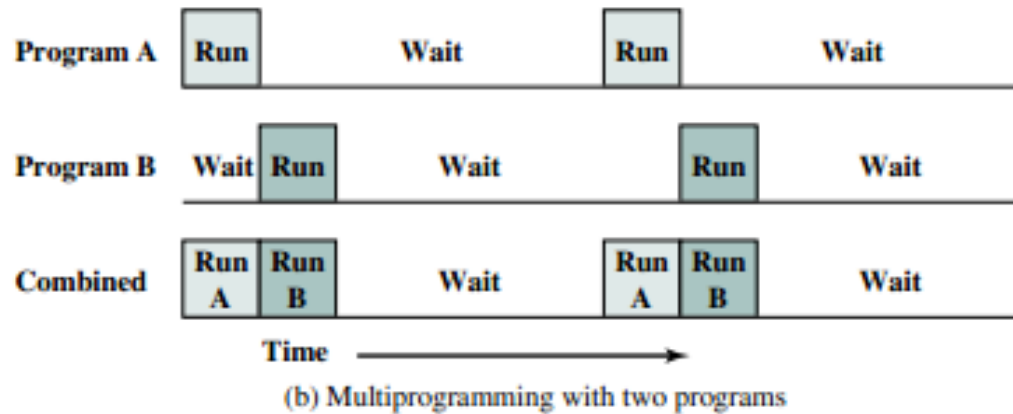 Program A Run Wait Run Wait
Program B Wait Run Wait Run Wait
Combined Run A Run B Wait Run A Run B Wait
Time
(b) Multiprogramming with two programs